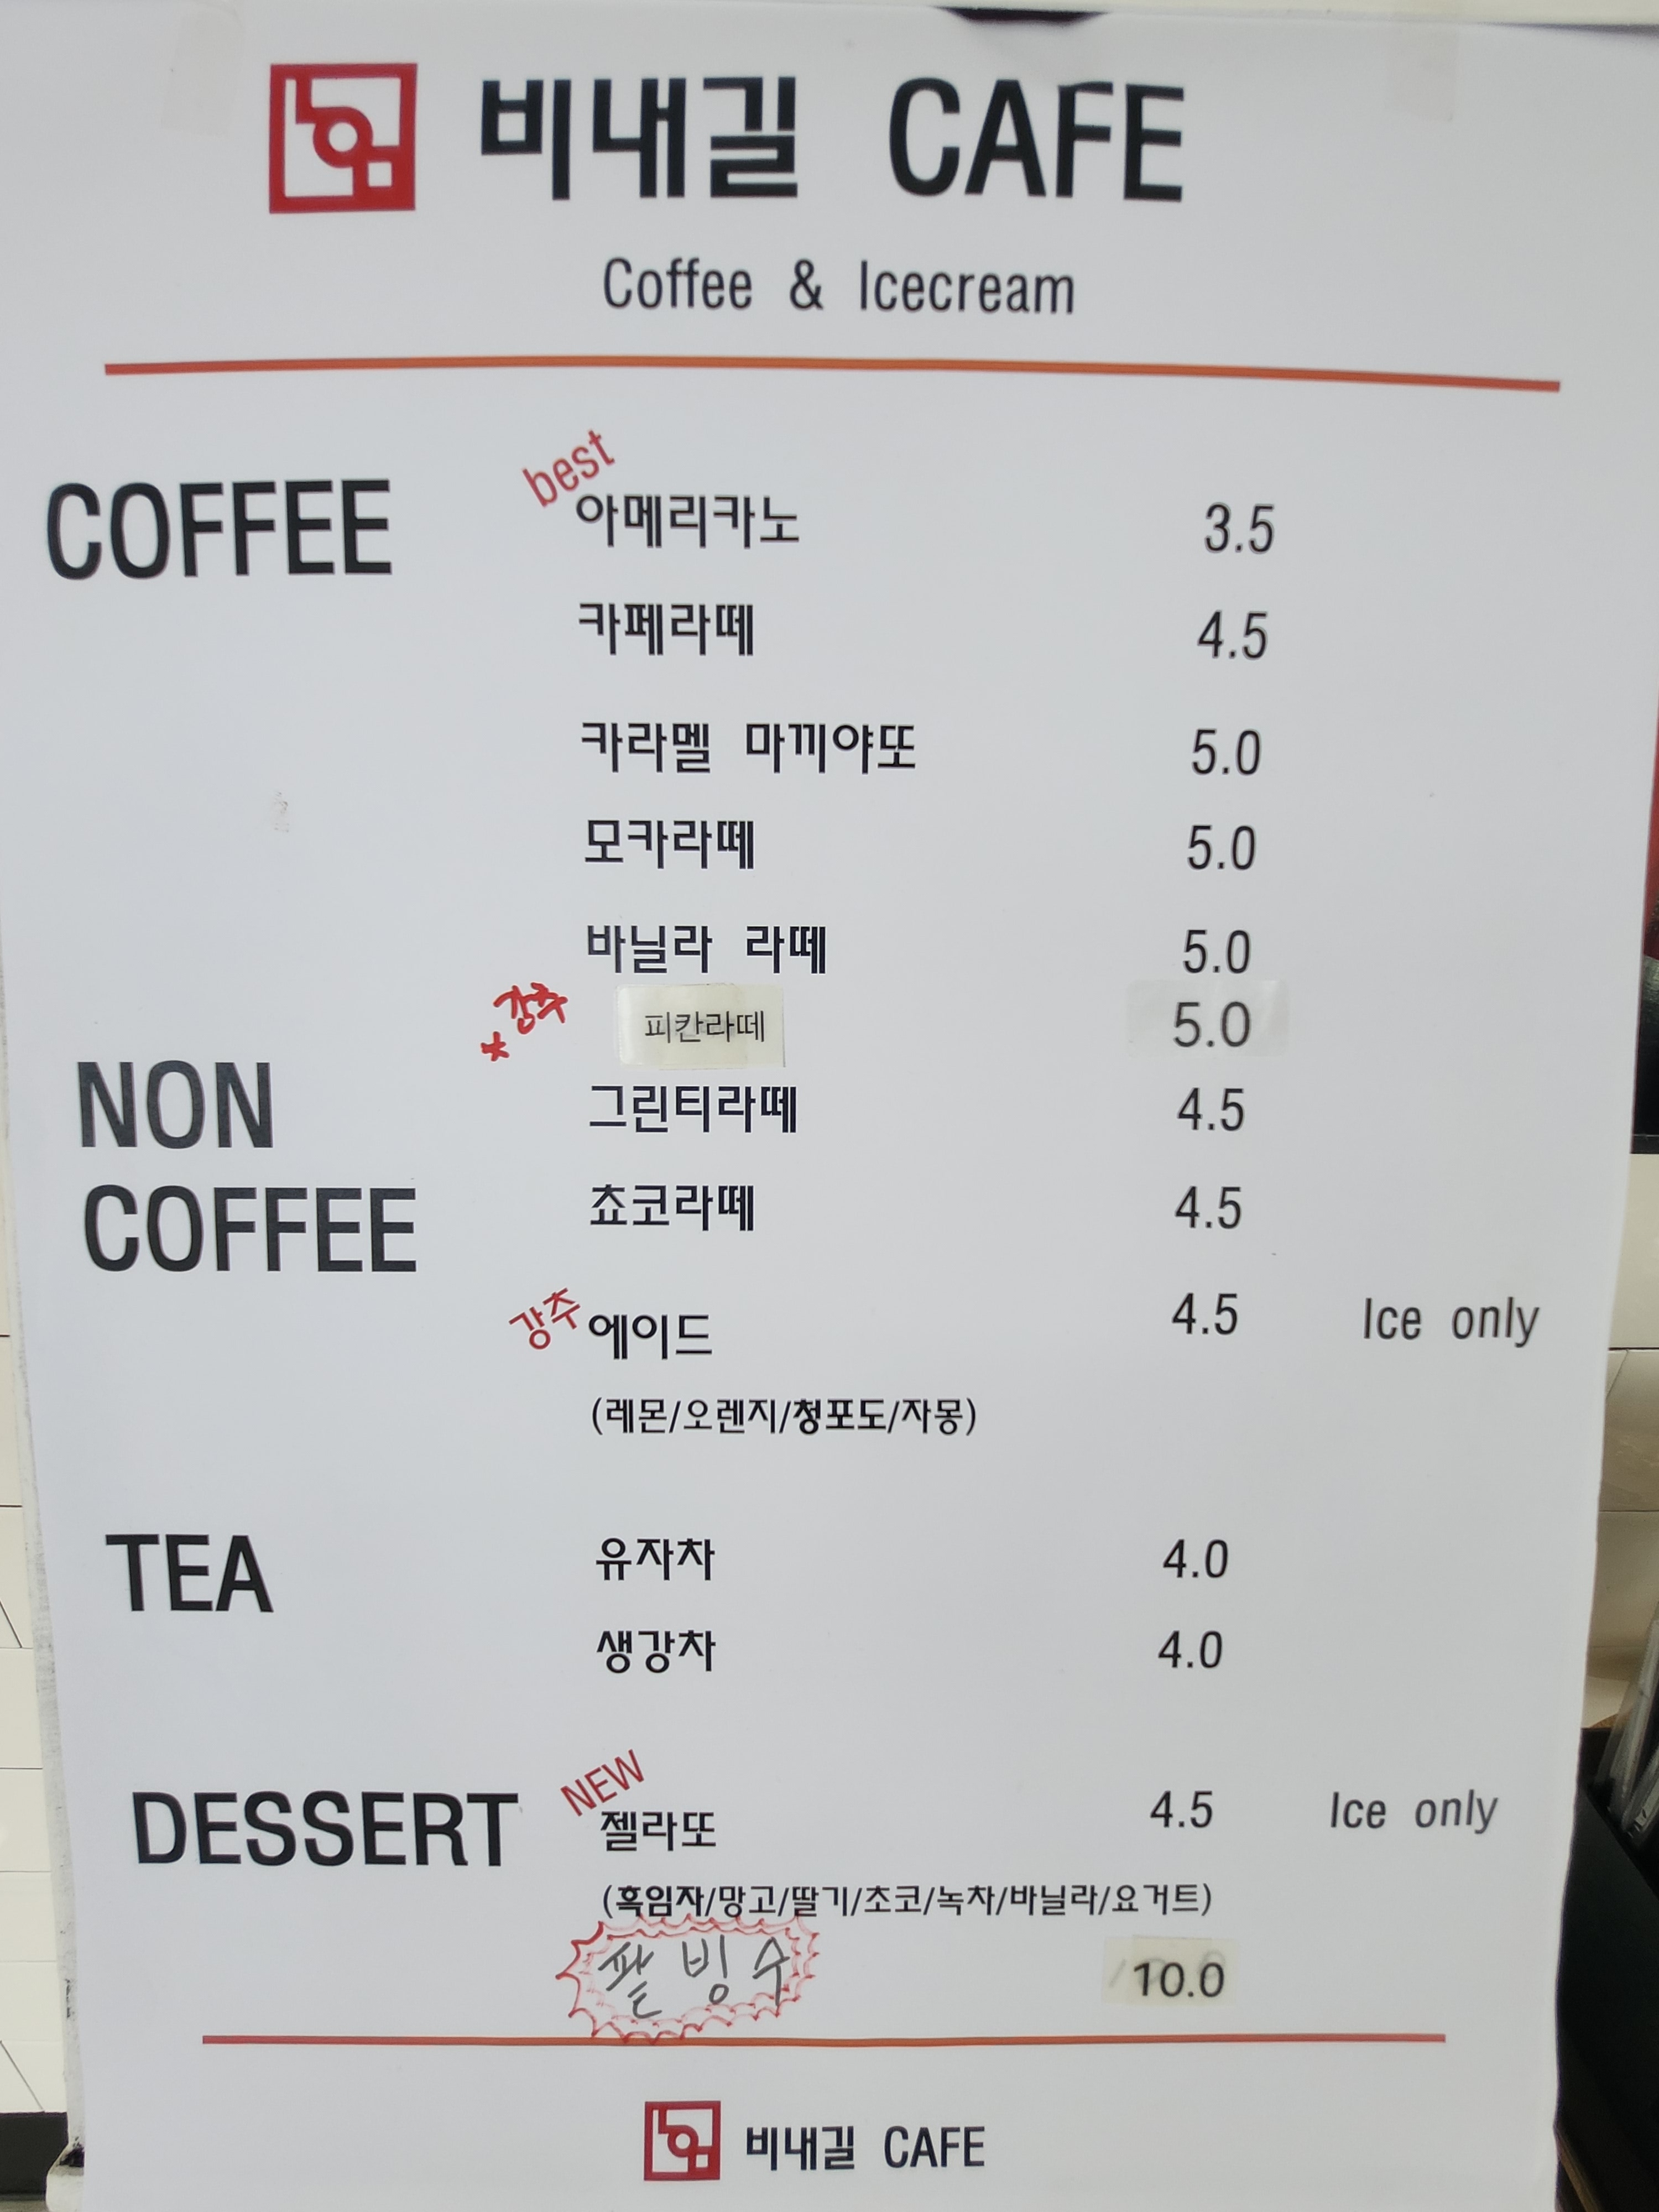 비내길 CAFE
Coffee & Icecream
best
COFFEE 아메리카노 3.5
카페라떼 4.5
카라멜 마끼야또 5.0
모카라떼 5.0
바닐라 라떼 5.0
*강추 피칸라떼 5.0
NON COFFEE 그린티라떼 4.5
쵸코라떼 4.5
강추 에이드 4.5 Ice only
(레몬/오렌지/청포도/자몽)
TEA 유자차 4.0
생강차 4.0
NEW
DESSERT 젤라또 4.5 Ice only
(흑임자/망고/딸기/초코/녹차/바닐라/요거트)
팥빙수 10.0
비내길 CAFE